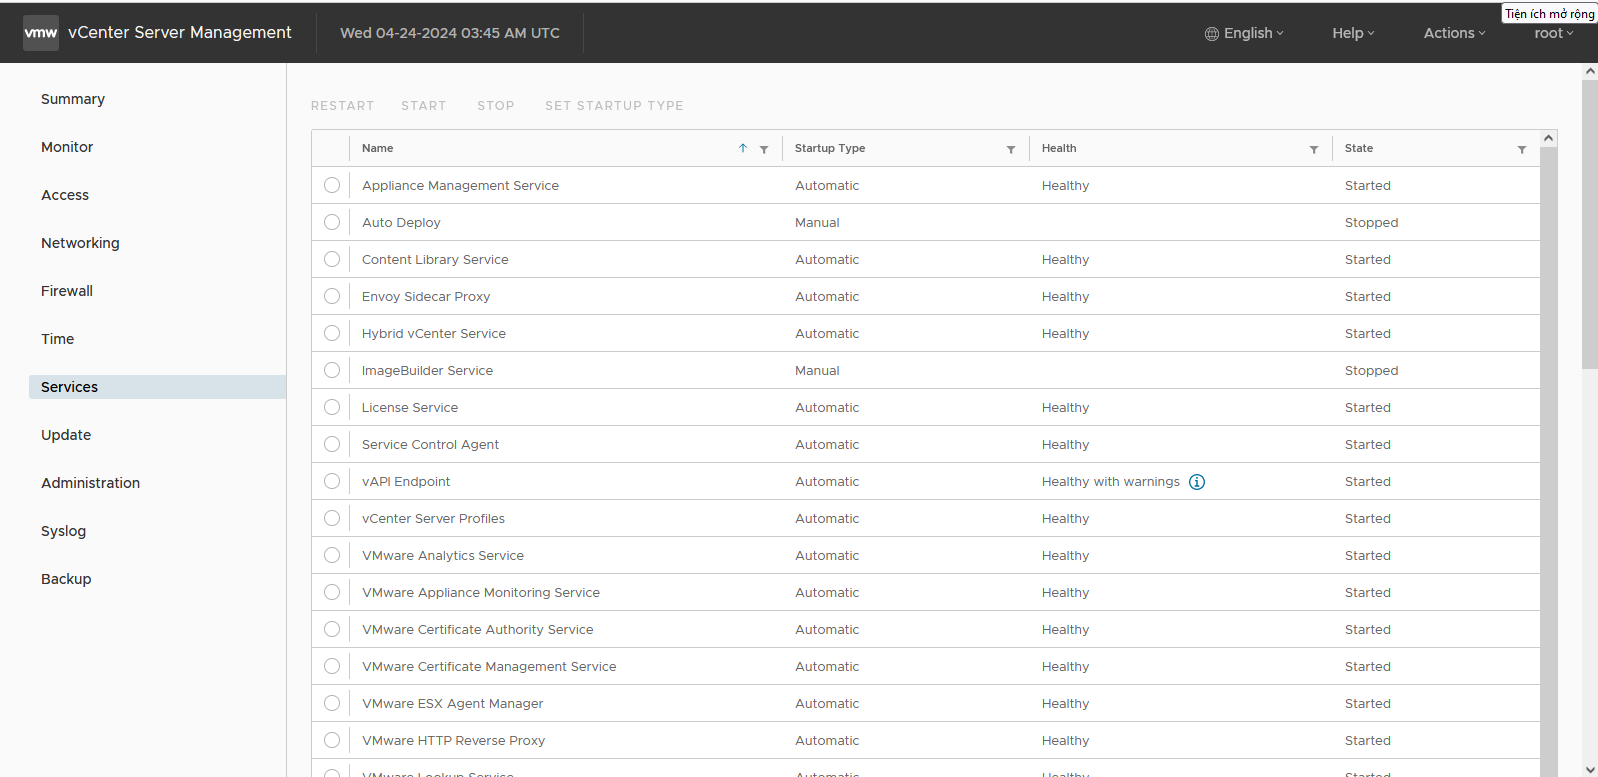 Tiện ích mở rộng
vmw vCenter Server Management Wed 04-24-2024 03:45 AM UTC English Help Actions root
Summary
Monitor
Access
Networking
Firewall
Time
Services
Update
Administration
Syslog
Backup
RESTART START STOP SET STARTUP TYPE
Name Startup Type Health State
Appliance Management Service Automatic Healthy Started
Auto Deploy Manual Stopped
Content Library Service Automatic Healthy Started
Envoy Sidecar Proxy Automatic Healthy Started
Hybrid vCenter Service Automatic Healthy Started
ImageBuilder Service Manual Stopped
License Service Automatic Healthy Started
Service Control Agent Automatic Healthy Started
vAPI Endpoint Automatic Healthy with warnings Started
vCenter Server Profiles Automatic Healthy Started
VMware Analytics Service Automatic Healthy Started
VMware Appliance Monitoring Service Automatic Healthy Started
VMware Certificate Authority Service Automatic Healthy Started
VMware Certificate Management Service Automatic Healthy Started
VMware ESX Agent Manager Automatic Healthy Started
VMware HTTP Reverse Proxy Automatic Healthy Started